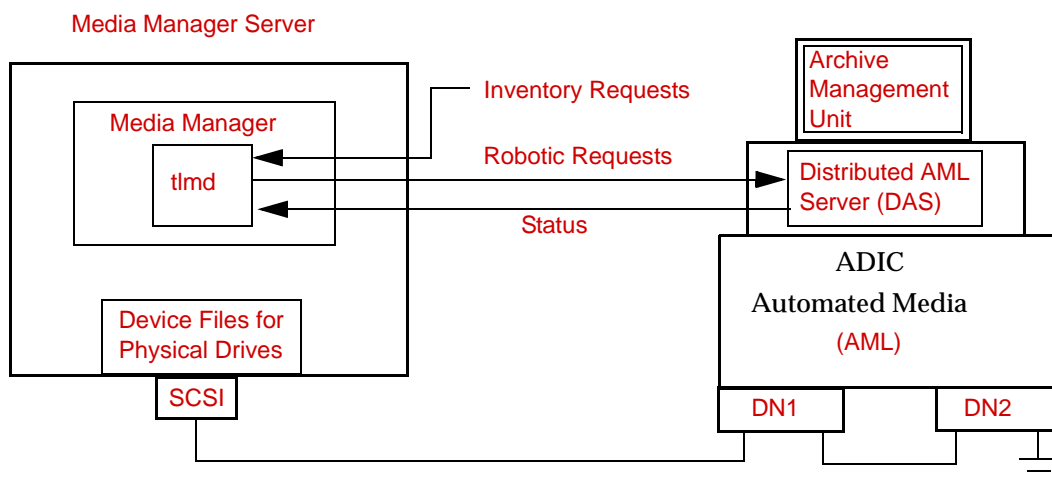 Media Manager Server
Media Manager
tlmd
Device Files for
Physical Drives
SCSI
Inventory Requests
Robotic Requests
Status
Archive
Management
Unit
Distributed AML
Server (DAS)
ADIC
Automated Media
(AML)
DN1
DN2